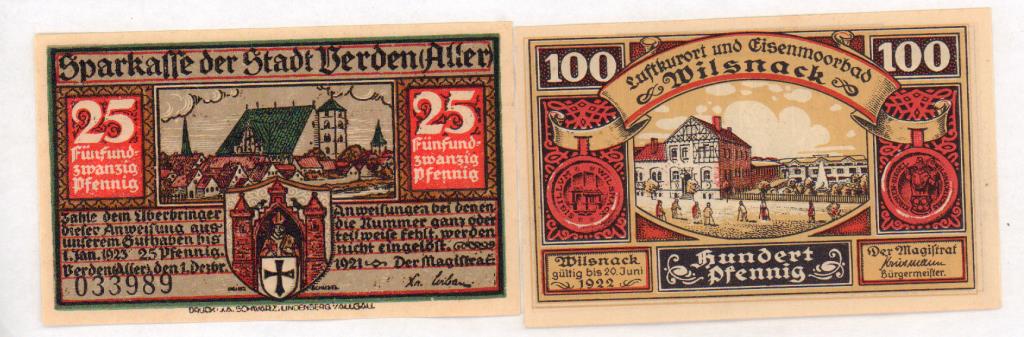 Sparkasse der Stadt Verden (Aller)
25
Fünfund-
zwanzig
Pfennig
25
Fünfund-
zwanzig
Pfennig
Zahle dem Überbringer
dieser Anweisung aus
unserem Guthaben bis
1. Jan. 1923 25 Pfennig.
Verden (Aller), den 1. Dezbr.
033989
Anweisungen bei denen
die Nummer ganz oder
teilweise fehlt, werden
nicht eingelöst.
1921 Der Magistrat:
DRUCK: J.A. SCHWARZ, LINDENBERG I/ALLGÄU.
100
Luftkurort und Eisenmoorbad
Wilsnack
100
Wilsnack
gültig bis 20. Juni
1922
Hundert
Pfennig
Der Magistrat
Bürgermeister.